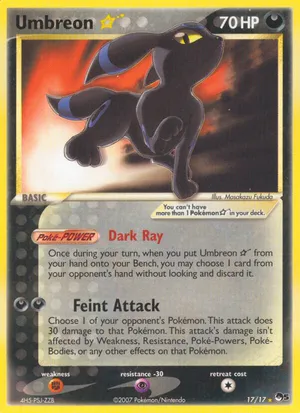 Umbreon ☆ 70 HP
BASIC
Illus. Masakazu Fukuda
You can't have
more than 1 Pokémon ☆ in your deck.
Poké-POWER Dark Ray
Once during your turn, when you put Umbreon ☆ from
your hand onto your Bench, you may choose 1 card from
your opponent's hand without looking and discard it.
Feint Attack
Choose 1 of your opponent's Pokémon. This attack does
30 damage to that Pokémon. This attack's damage isn't
affected by Weakness, Resistance, Poké-Powers, Poké-
Bodies, or any other effects on that Pokémon.
weakness resistance -30 retreat cost
4H5-PSJ-ZZB ©2007 Pokémon/Nintendo 17/17